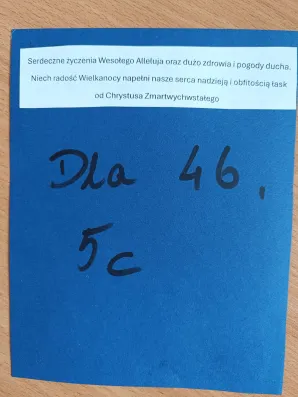 Serdeczne życzenia Wesołego Alleluja oraz dużo zdrowia i pogody ducha.
Niech radość Wielkanocy napełni nasze serca nadzieją i obfitością łask
od Chrystusa Zmartwychwstałego
Dla 46,
5c